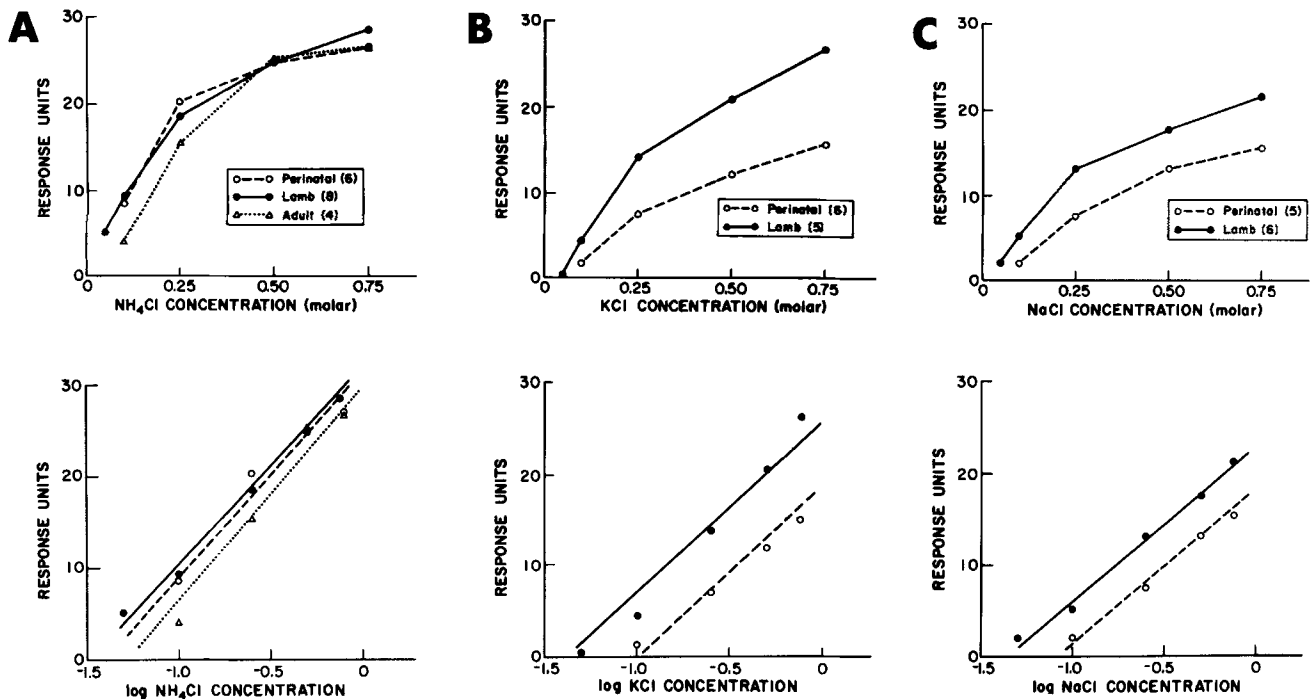 A
30
20
10
0
RESPONSE UNITS
Perinatal (6)
Lamb (8)
Adult (4)
0 0.25 0.50 0.75
NH₄Cl CONCENTRATION (molar)
B
30
20
10
0
RESPONSE UNITS
Perinatal (6)
Lamb (5)
0 0.25 0.50 0.75
KCl CONCENTRATION (molar)
C
30
20
10
0
RESPONSE UNITS
Perinatal (5)
Lamb (6)
0 0.25 0.50 0.75
NaCl CONCENTRATION (molar)
30
20
10
0
RESPONSE UNITS
-1.5 -1.0 -0.5 0
log NH₄Cl CONCENTRATION
30
20
10
0
RESPONSE UNITS
-1.5 -1.0 -0.5 0
log KCl CONCENTRATION
30
20
10
0
RESPONSE UNITS
-1.5 -1.0 -0.5 0
log NaCl CONCENTRATION